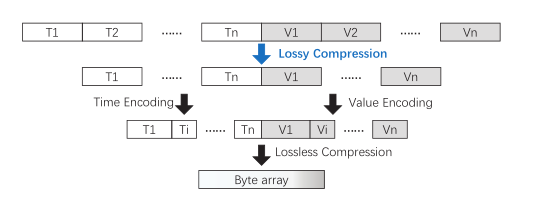 T1 T2 ...... Tn V1 V2 ...... Vn
Lossy Compression
T1 ...... Tn V1 ...... Vn
Time Encoding Value Encoding
T1 Ti ...... Tn V1 Vi ...... Vn
Lossless Compression
Byte array